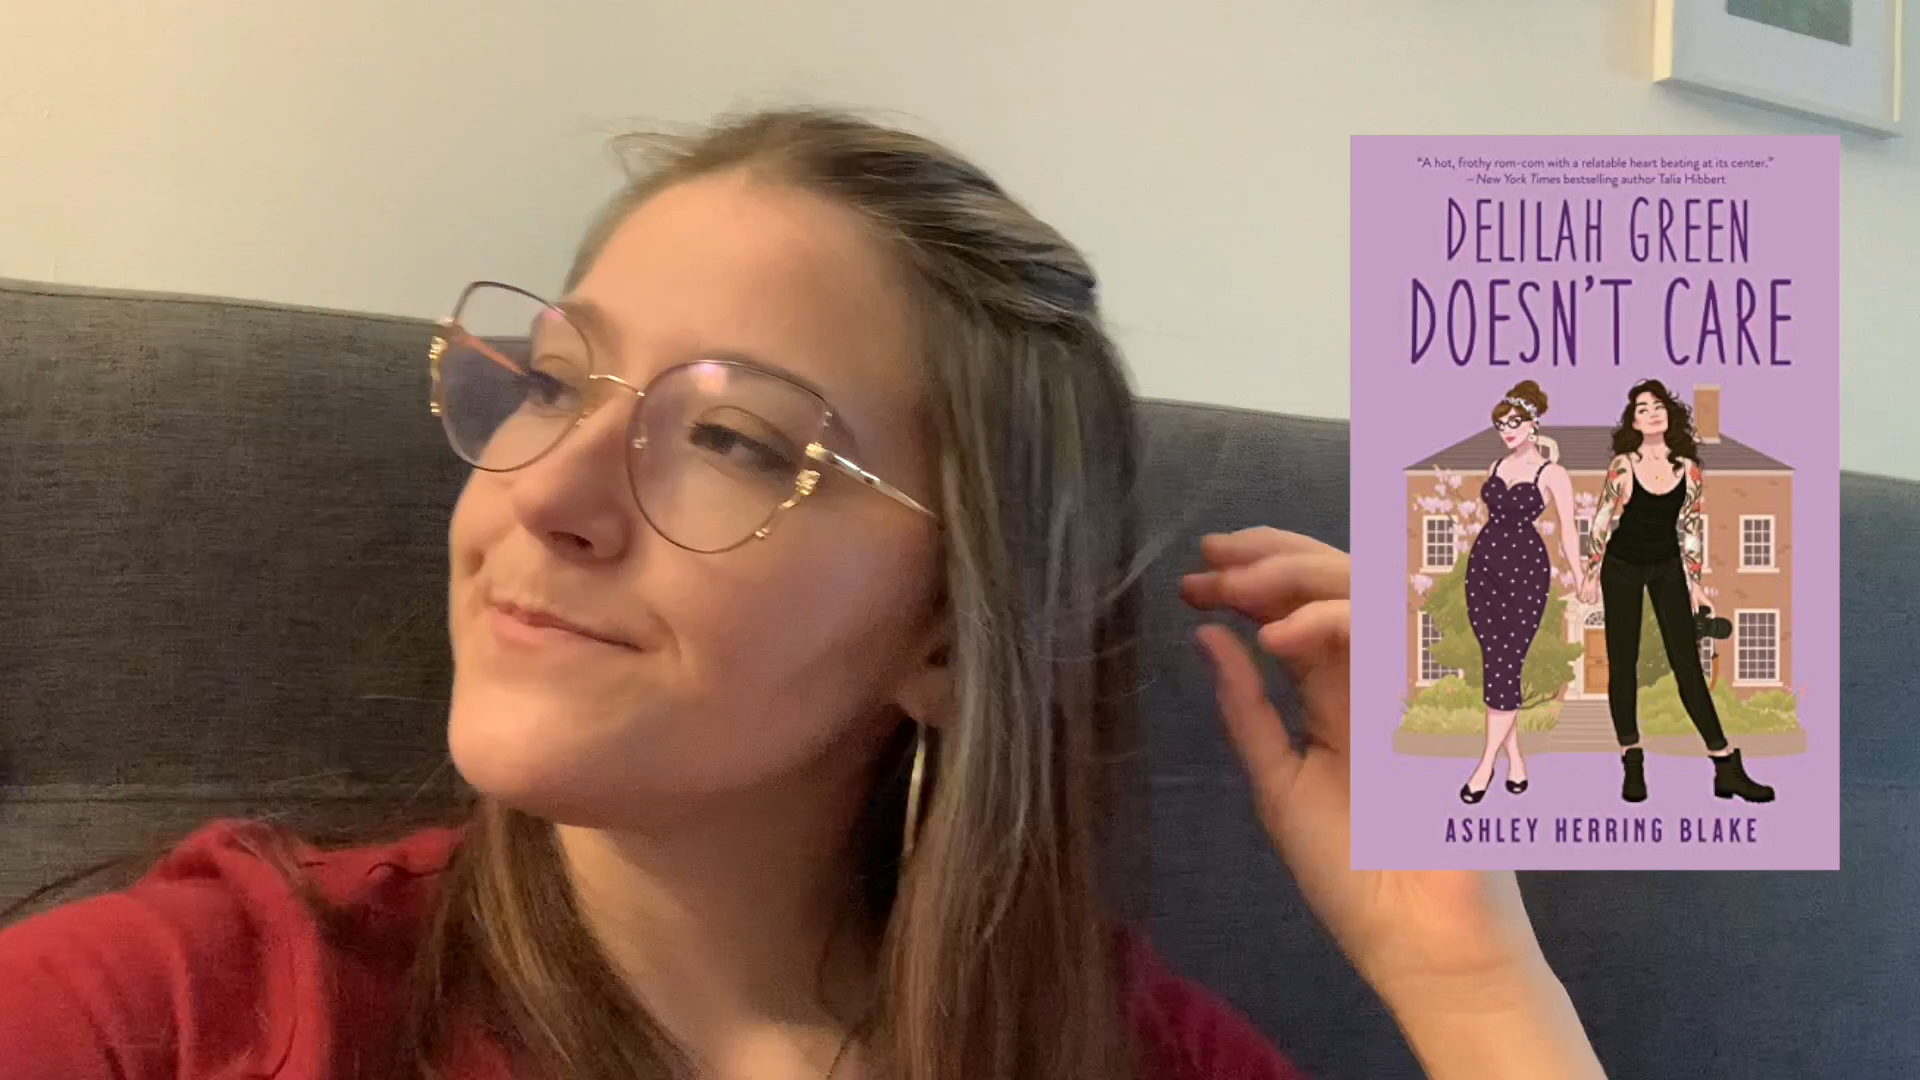 “A hot, frothy rom-com with a relatable heart beating at its center.”
—New York Times bestselling author Talia Hibbert
DELILAH GREEN
DOESN’T CARE
ASHLEY HERRING BLAKE